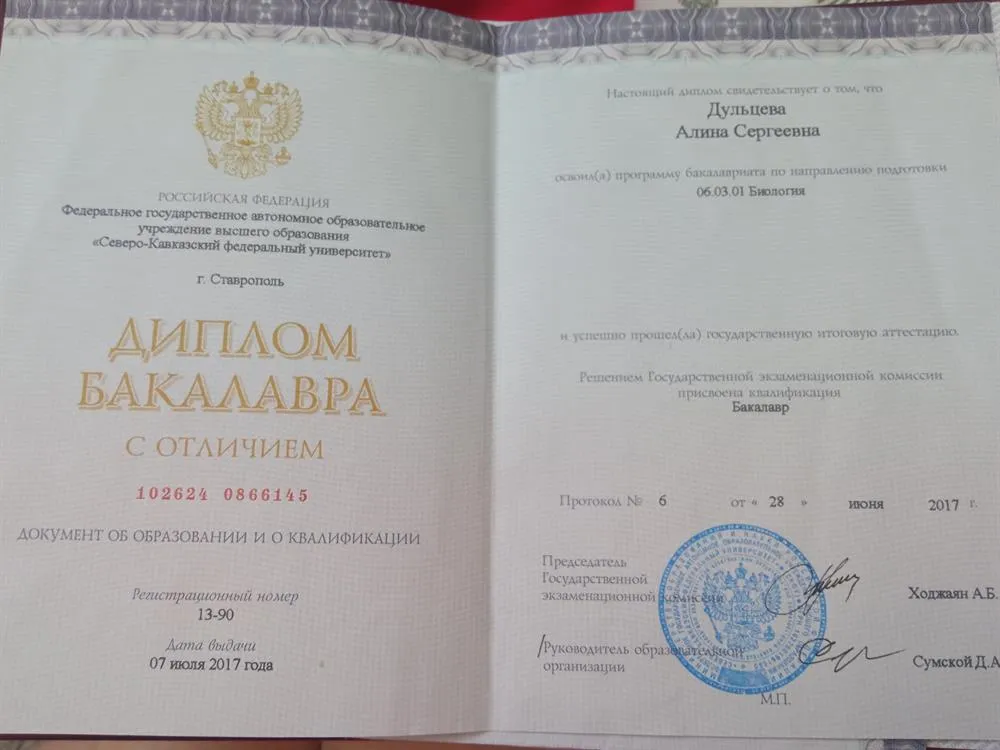 РОССИЙСКАЯ ФЕДЕРАЦИЯ
Федеральное государственное автономное образовательное
учреждение высшего образования
«Северо-Кавказский федеральный университет»
г. Ставрополь
ДИПЛОМ
БАКАЛАВРА
С ОТЛИЧИЕМ
102624 0866145
ДОКУМЕНТ ОБ ОБРАЗОВАНИИ И О КВАЛИФИКАЦИИ
Регистрационный номер
13-90
Дата выдачи
07 июля 2017 года
Настоящий диплом свидетельствует о том, что
Дульцева
Алина Сергеевна
освоил(а) программу бакалавриата по направлению подготовки
06.03.01 Биология
и успешно прошел(ла) государственную итоговую аттестацию.
Решением Государственной экзаменационной комиссии
присвоена квалификация
Бакалавр
Протокол № 6 от « 28 » июня 2017 г.
Председатель
Государственной
экзаменационной комиссии
Ходжаян А.Б.
Руководитель образовательной
организации
Сумской Д.А
М.П.